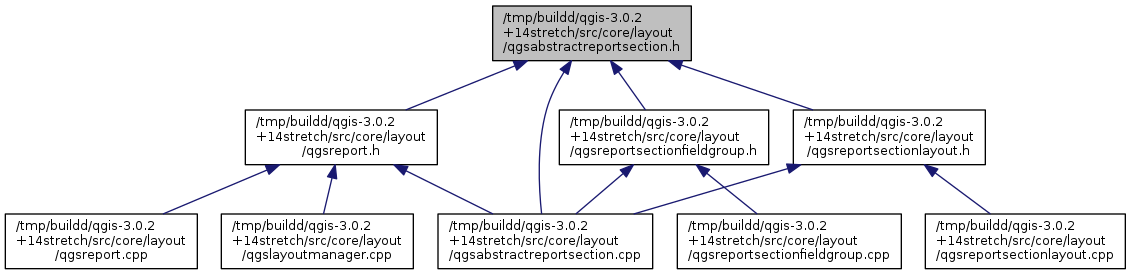 /tmp/buildd/qgis-3.0.2
+14stretch/src/core/layout
/qgsabstractreportsection.h
/tmp/buildd/qgis-3.0.2
+14stretch/src/core/layout
/qgsreport.h
/tmp/buildd/qgis-3.0.2
+14stretch/src/core/layout
/qgsreportsectionfieldgroup.h
/tmp/buildd/qgis-3.0.2
+14stretch/src/core/layout
/qgsreportsectionlayout.h
/tmp/buildd/qgis-3.0.2
+14stretch/src/core/layout
/qgsreport.cpp
/tmp/buildd/qgis-3.0.2
+14stretch/src/core/layout
/qgslayoutmanager.cpp
/tmp/buildd/qgis-3.0.2
+14stretch/src/core/layout
/qgsabstractreportsection.cpp
/tmp/buildd/qgis-3.0.2
+14stretch/src/core/layout
/qgsreportsectionfieldgroup.cpp
/tmp/buildd/qgis-3.0.2
+14stretch/src/core/layout
/qgsreportsectionlayout.cpp